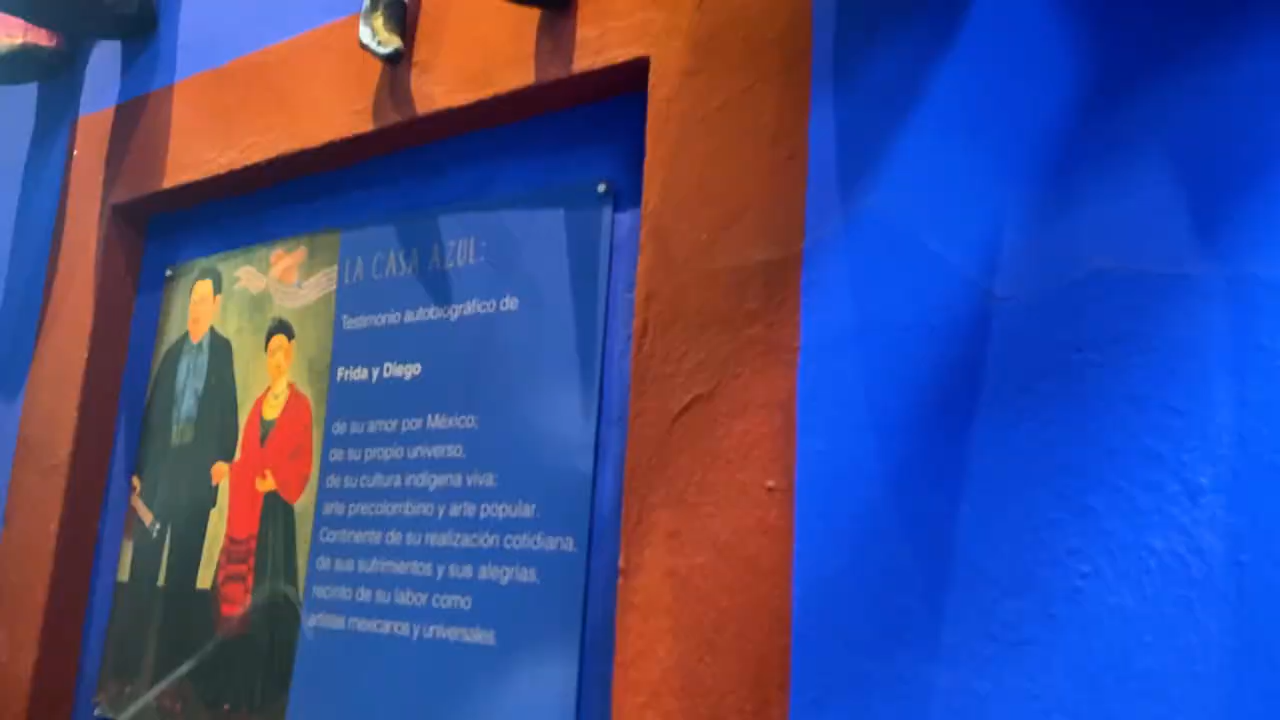 LA CASA AZUL:
Testimonio autobiográfico de
Frida y Diego
de su amor por México;
de su propio universo,
de su cultura indígena viva;
arte precolombino y arte popular.
Continente de su realización cotidiana,
de sus sufrimientos y sus alegrías,
recinto de su labor como
artistas mexicanos y universales.